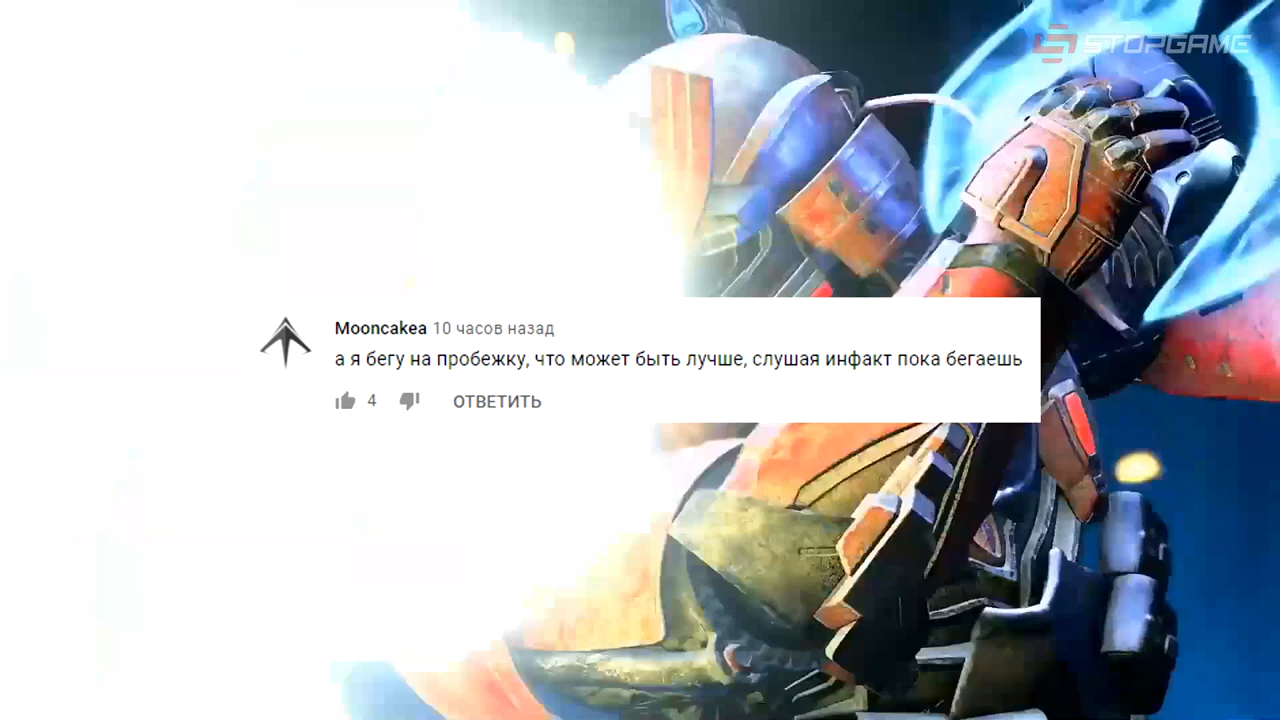 STOPGAME
Mooncakea 10 часов назад
а я бегу на пробежку, что может быть лучше, слушая инфакт пока бегаешь
4 ОТВЕТИТЬ